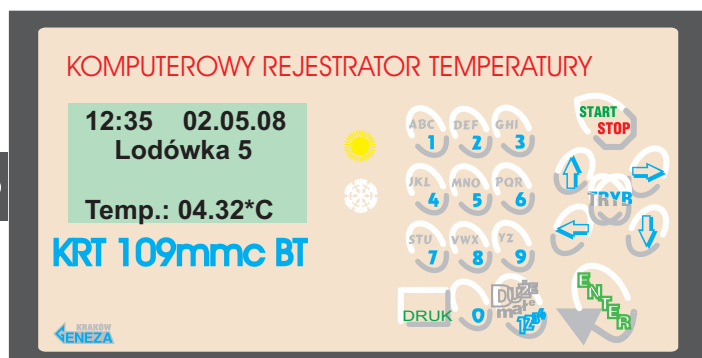 KOMPUTEROWY REJESTRATOR TEMPERATURY
12:35 02.05.08
Lodówka 5
Temp.: 04.32*C
KRT 109mmc BT
KRAKÓW
GENEZA
ABC DEF GHI
1 2 3
JKL MNO PQR
4 5 6
STU VWX YZ
7 8 9
DRUK 0 DUŻE
małe
123
START
STOP
TRYB
ENTER